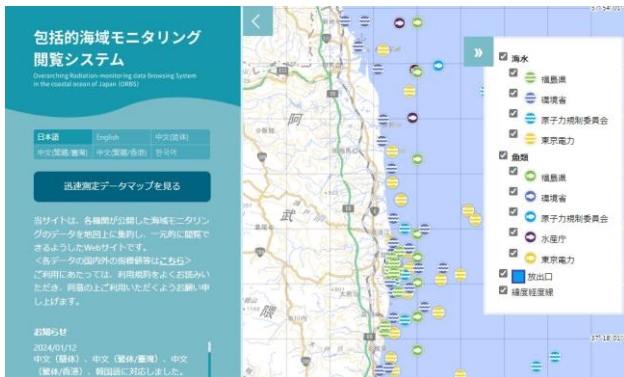 包括的海域モニタリング
閲覧システム
Overarching Radiation-monitoring data Browsing System
in the coastal ocean of Japan (ORBS)
日本語 English 中文(简体)
中文(繁體/臺灣) 中文(繁體/香港) 한국어
迅速測定データマップを見る
当サイトは、各機関が公開した海域モニタリン
グのデータを地図上に集約し、一元的に閲覧で
きるようしたWebサイトです。
<各データの国内外の指標値等はこちら>
ご利用にあたっては、利用規約をよくお読みい
ただき、同意の上ご利用いただくようお願い申
し上げます。
お知らせ
2024/01/12
中文（簡体）、中文（繁体/臺灣）、中文
（繁体/香港）、韓国語に対応しました。
37°54'01"
海水
福島県
環境省
原子力規制委員会
東京電力
魚類
福島県
環境省
原子力規制委員会
水産庁
東京電力
放出口
緯度経度線
阿
武
隈
37°18'01"